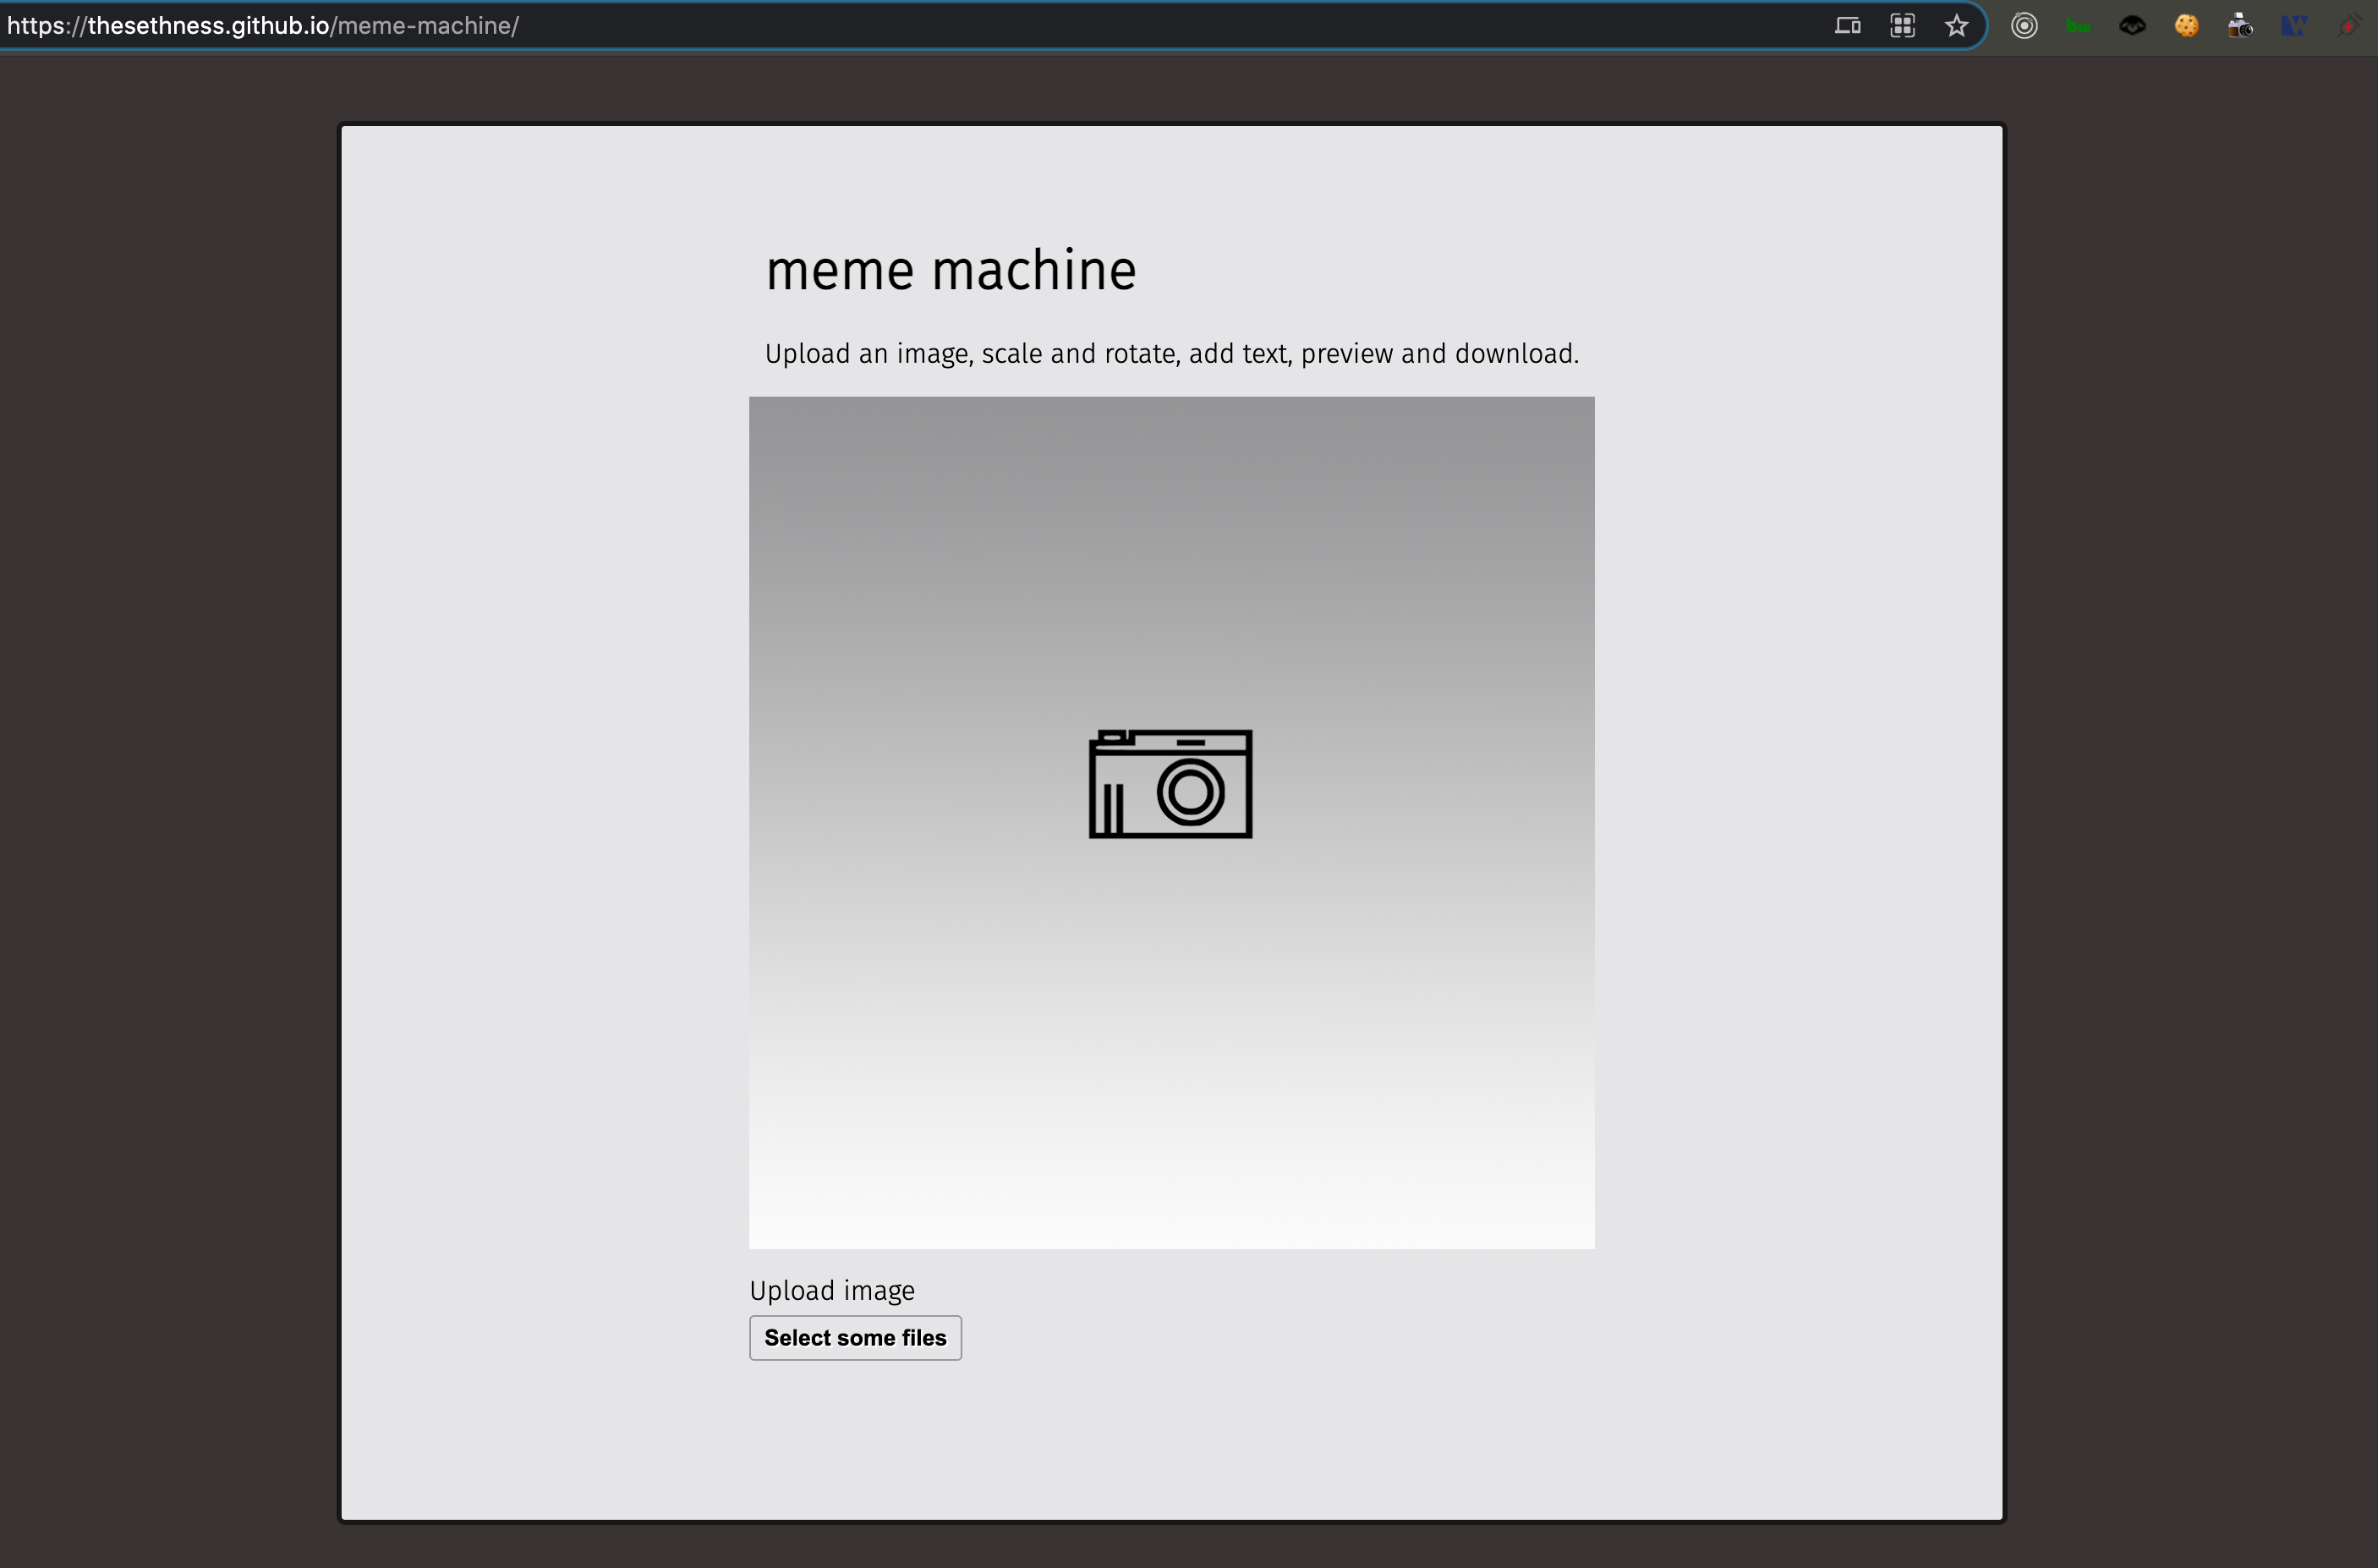 https://thesethness.github.io/meme-machine/
meme machine
Upload an image, scale and rotate, add text, preview and download.
Upload image
Select some files